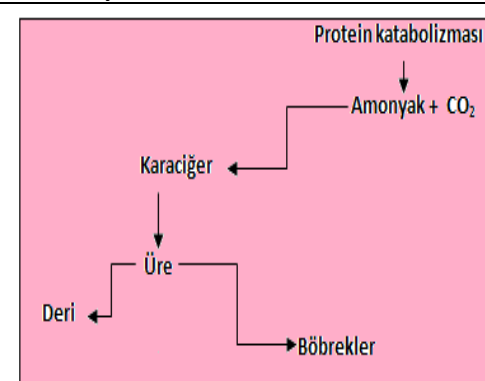 Protein katabolizması
Amonyak + CO₂
Karaciğer
Üre
Deri
Böbrekler